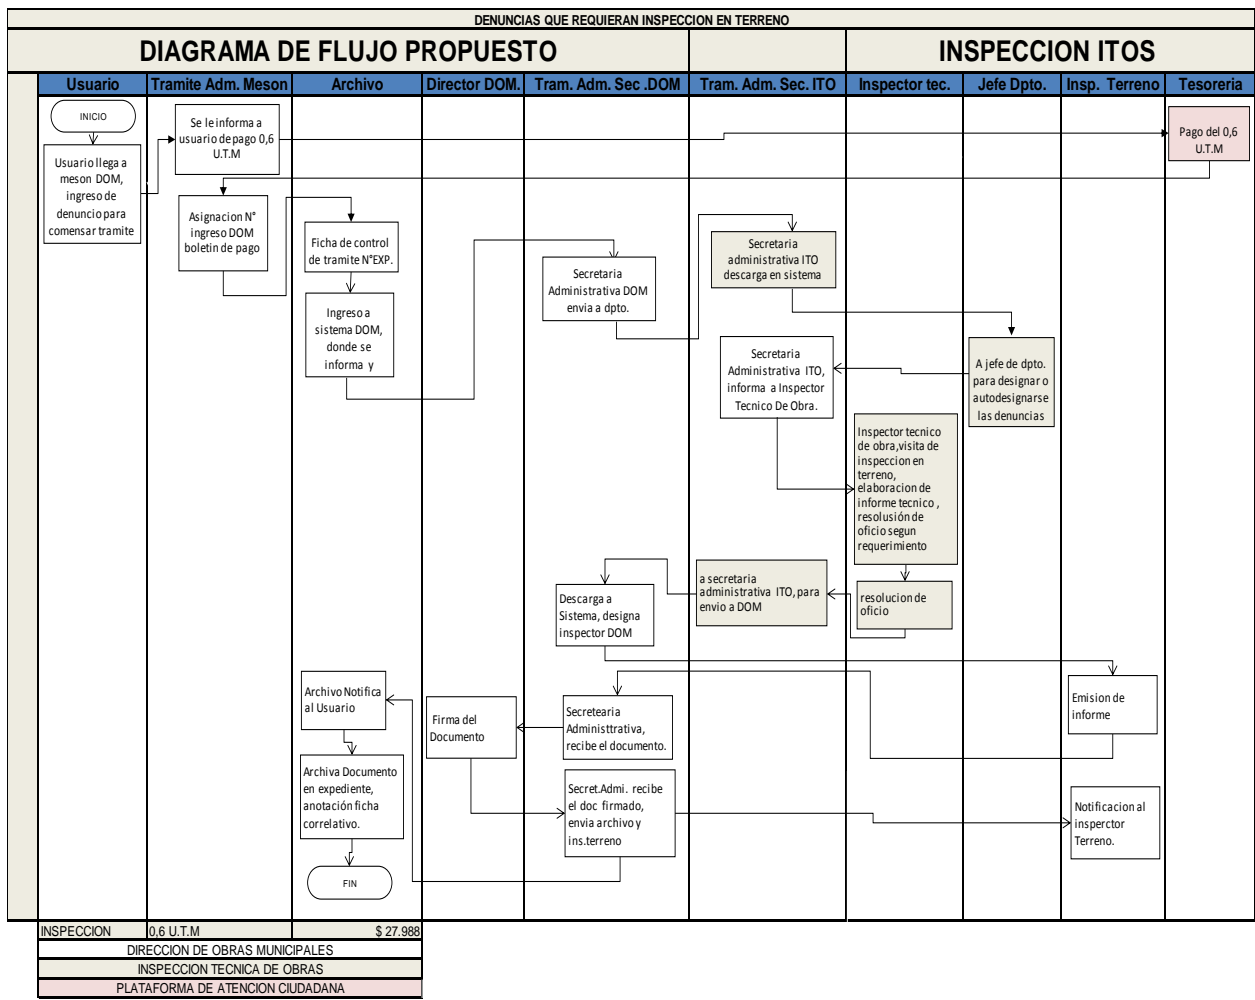 DENUNCIAS QUE REQUIERAN INSPECCION EN TERRENO
DIAGRAMA DE FLUJO PROPUESTO
INSPECCION ITOS
Usuario
Tramite Adm. Meson
Archivo
Director DOM.
Tram. Adm. Sec .DOM
Tram. Adm. Sec. ITO
Inspector tec.
Jefe Dpto.
Insp. Terreno
Tesoreria
INICIO
Usuario llega a
meson DOM,
ingreso de
denuncio para
comensar tramite
Se le informa a
usuario de pago 0,6
U.T.M
Pago del 0,6
U.T.M
Asignacion N°
ingreso DOM
boletin de pago
Ficha de control
de tramite N°EXP.
Ingreso a
sistema DOM,
donde se
informa y
Secretaria
Administrativa DOM
envia a dpto.
Secretaria
administrativa ITO
descarga en sistema
A jefe de dpto.
para designar o
autodesignarse
las denuncias
Secretaria
Administrativa ITO,
informa a Inspector
Tecnico De Obra.
Inspector tecnico
de obra,visita de
inspeccion en
terreno,
elaboracion de
informe tecnico ,
resolusión de
oficio segun
requerimiento
resolucion de
oficio
a secretaria
administrativa ITO, para
envio a DOM
Descarga a
Sistema, designa
inspector DOM
Emision de
informe
Secretearia
Administtrativa,
recibe el documento.
Firma del
Documento
Secret.Admi. recibe
el doc firmado,
envia archivo y
ins.terreno
Notificacion al
insperctor
Terreno.
Archivo Notifica
al Usuario
Archiva Documento
en expediente,
anotación ficha
correlativo.
FIN
INSPECCION 0,6 U.T.M $ 27.988
DIRECCION DE OBRAS MUNICIPALES
INSPECCION TECNICA DE OBRAS
PLATAFORMA DE ATENCION CIUDADANA